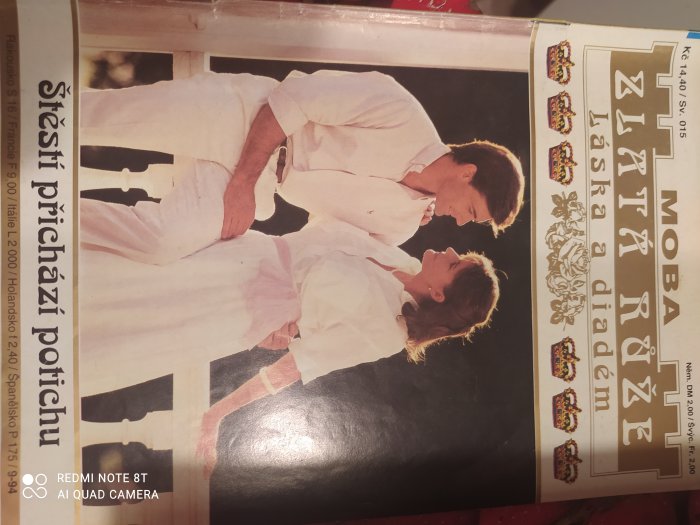 MOBA
Kč 14,40 / Sv. 015
Něm. DM 2,00 / Švýc. Fr. 2,00
ZLATÁ RŮŽE
Láska a diadém
Štěstí přichází potichu
Rakousko S 16 / Francie F 9,00 / Itálie L 2 000 / Holandsko f 2,40 / Španělsko P 175 / 9-94
REDMI NOTE 8T
AI QUAD CAMERA